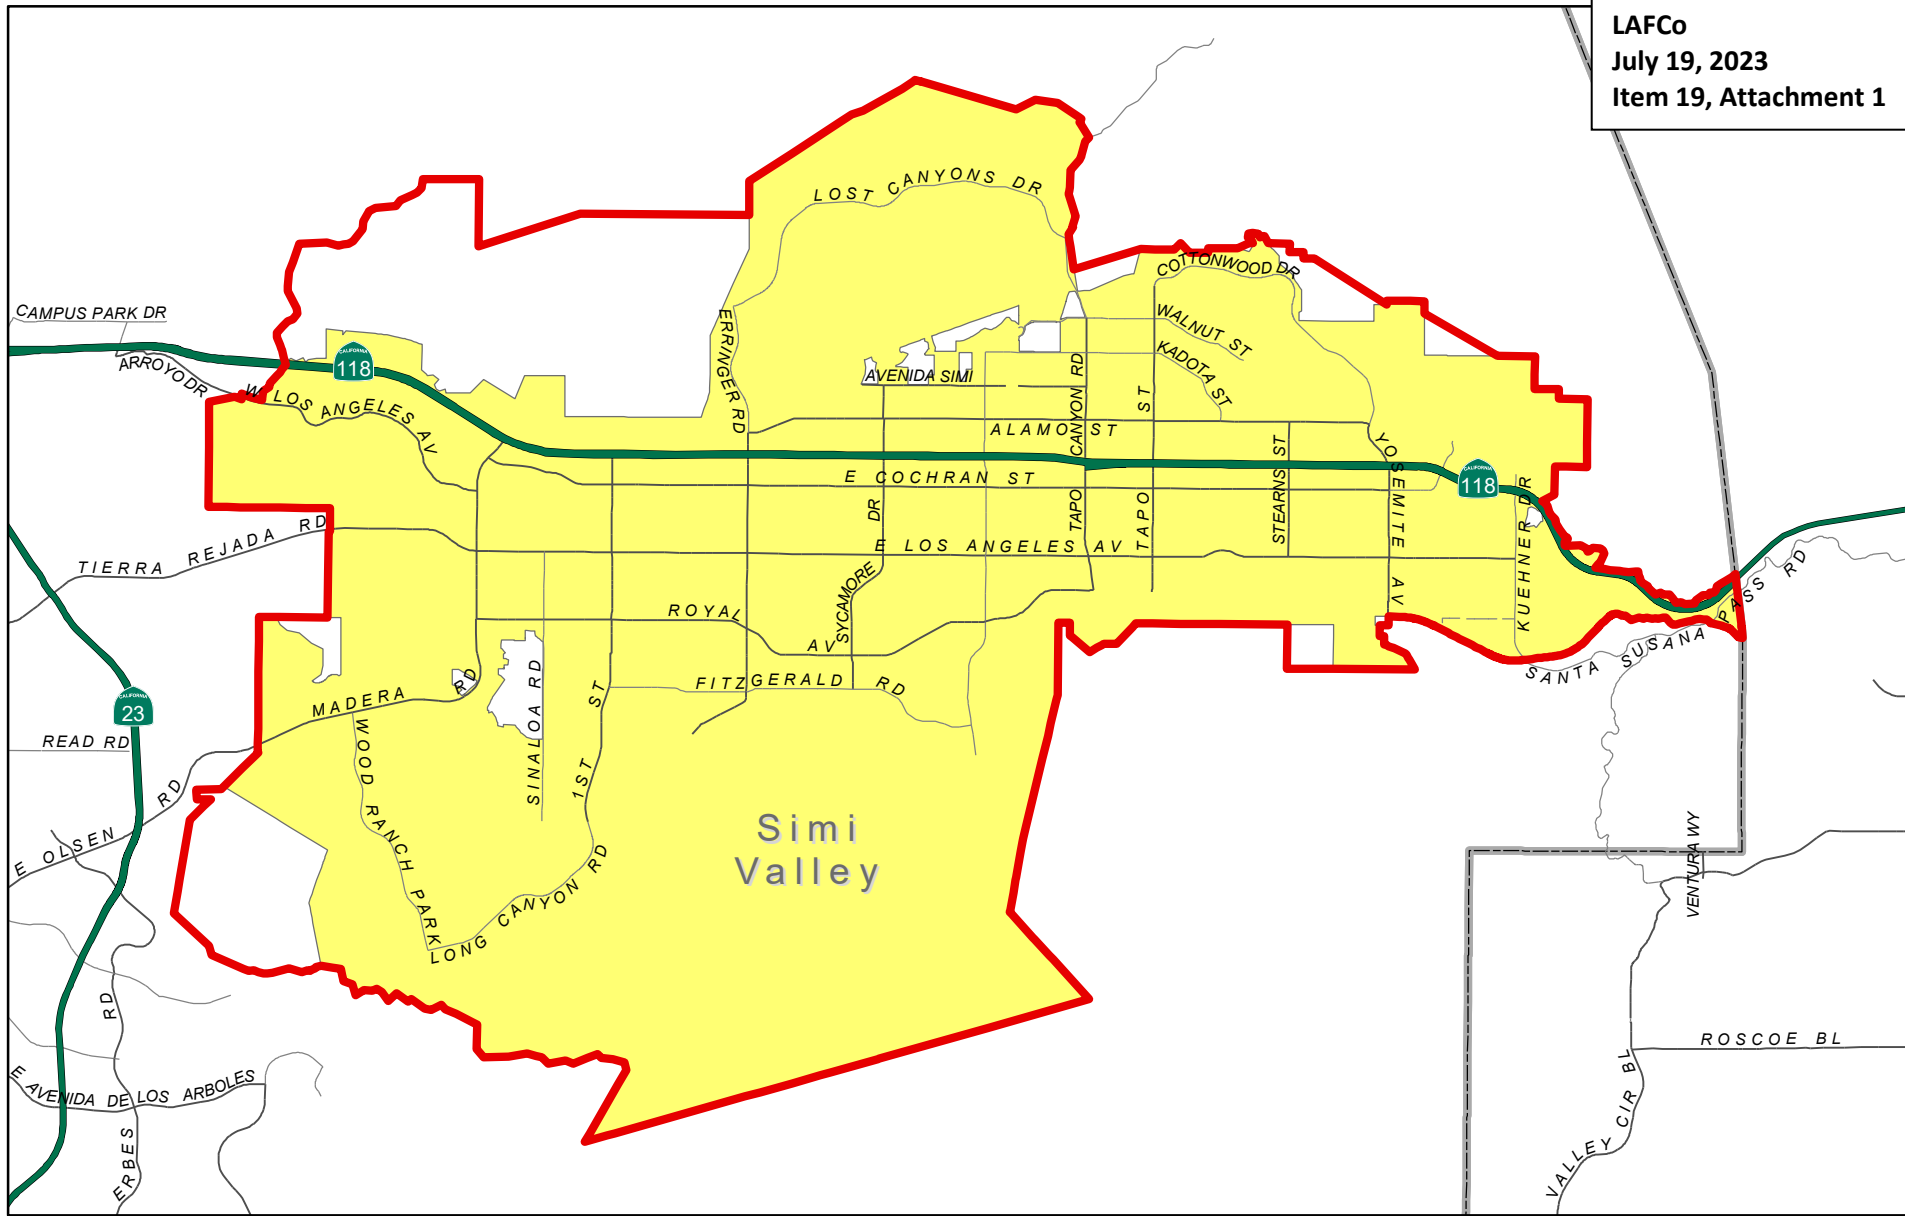 LAFCo
July 19, 2023
Item 19, Attachment 1
LOST CANYONS DR
COTTONWOOD DR
CAMPUS PARK DR
WALNUT ST
ERRINGER RD
KADOTA ST
CALIFORNIA
118
ARROYO DR
AVENIDA SIMI
W LOS ANGELES AV
CANYON RD
TAPO
ST
TAPO
ALAMO ST
STEARNS ST
YOSEMITE AV
E COCHRAN ST
CALIFORNIA
118
KUEHNER DR
TIERRA REJADA RD
SYCAMORE DR
E LOS ANGELES AV
SANTA SUSANA PASS RD
ROYAL AV
FITZGERALD RD
MADERA RD
SINALOA RD
1ST ST
CALIFORNIA
23
READ RD
WOOD RANCH PARK
E OLSEN RD
Simi
Valley
LONG CANYON RD
VENTURA WY
RD
ROSCOE BL
E AVENIDA DE LOS ARBOLES
ERBES
VALLEY CIR BL